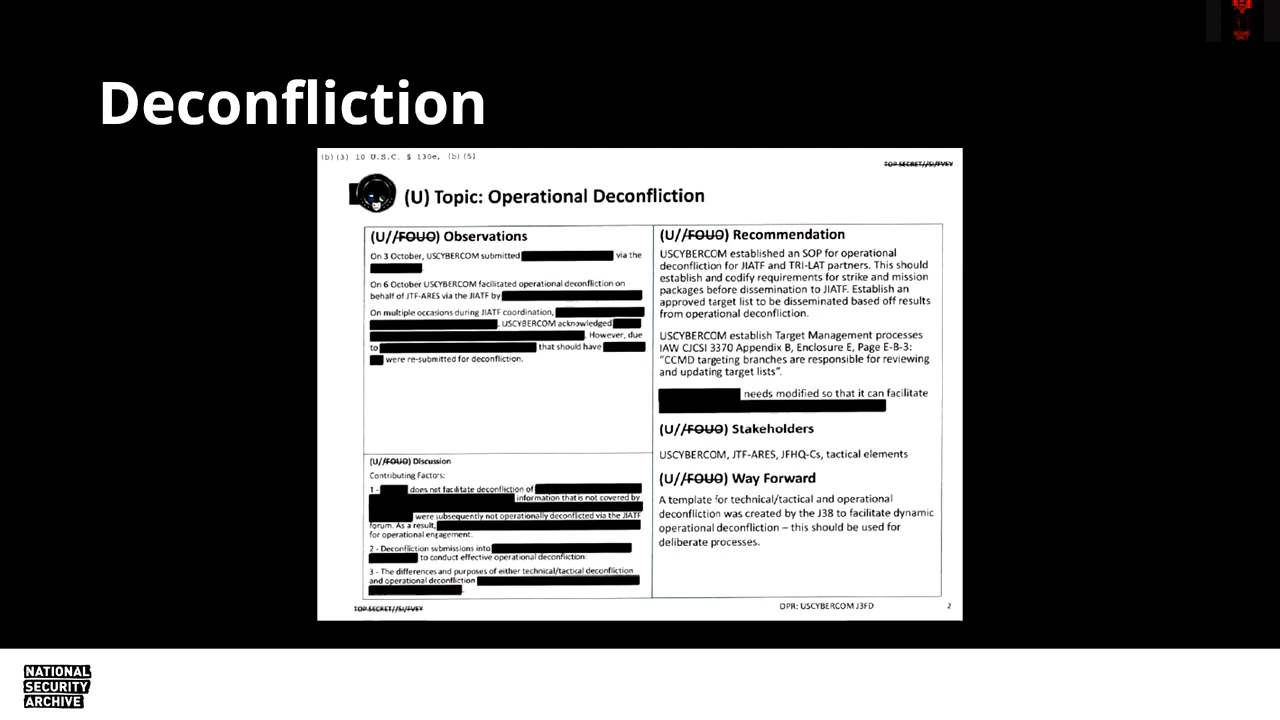 Deconfliction
(b)(3) 10 U.S.C. § 130e, (b)(5)
TOP SECRET//SI/FVEY
(U) Topic: Operational Deconfliction
(U//FOUO) Observations
On 3 October, USCYBERCOM submitted via the
.
On 6 October USCYBERCOM facilitated operational deconfliction on
behalf of JTF-ARES via the JIATF by
On multiple occasions during JIATF coordination,
. USCYBERCOM acknowledged
. However, due
to that should have
were re-submitted for deconfliction.
(U//FOUO) Discussion
Contributing Factors:
1 - does not facilitate deconfliction of
information that is not covered by
were subsequently not operationally deconflicted via the JIATF
forum. As a result,
for operational engagement.
2 - Deconfliction submissions into
to conduct effective operational deconfliction.
3 - The differences and purposes of either technical/tactical deconfliction
and operational deconfliction
.
(U//FOUO) Recommendation
USCYBERCOM established an SOP for operational
deconfliction for JIATF and TRI-LAT partners. This should
establish and codify requirements for strike and mission
packages before dissemination to JIATF. Establish an
approved target list to be disseminated based off results
from operational deconfliction.
USCYBERCOM establish Target Management processes
IAW CJCSI 3370 Appendix B, Enclosure E, Page E-B-3:
“CCMD targeting branches are responsible for reviewing
and updating target lists”.
needs modified so that it can facilitate
(U//FOUO) Stakeholders
USCYBERCOM, JTF-ARES, JFHQ-Cs, tactical elements
(U//FOUO) Way Forward
A template for technical/tactical and operational
deconfliction was created by the J38 to facilitate dynamic
operational deconfliction – this should be used for
deliberate processes.
TOP SECRET//SI/FVEY
OPR: USCYBERCOM J3FD
2
NATIONAL
SECURITY
ARCHIVE